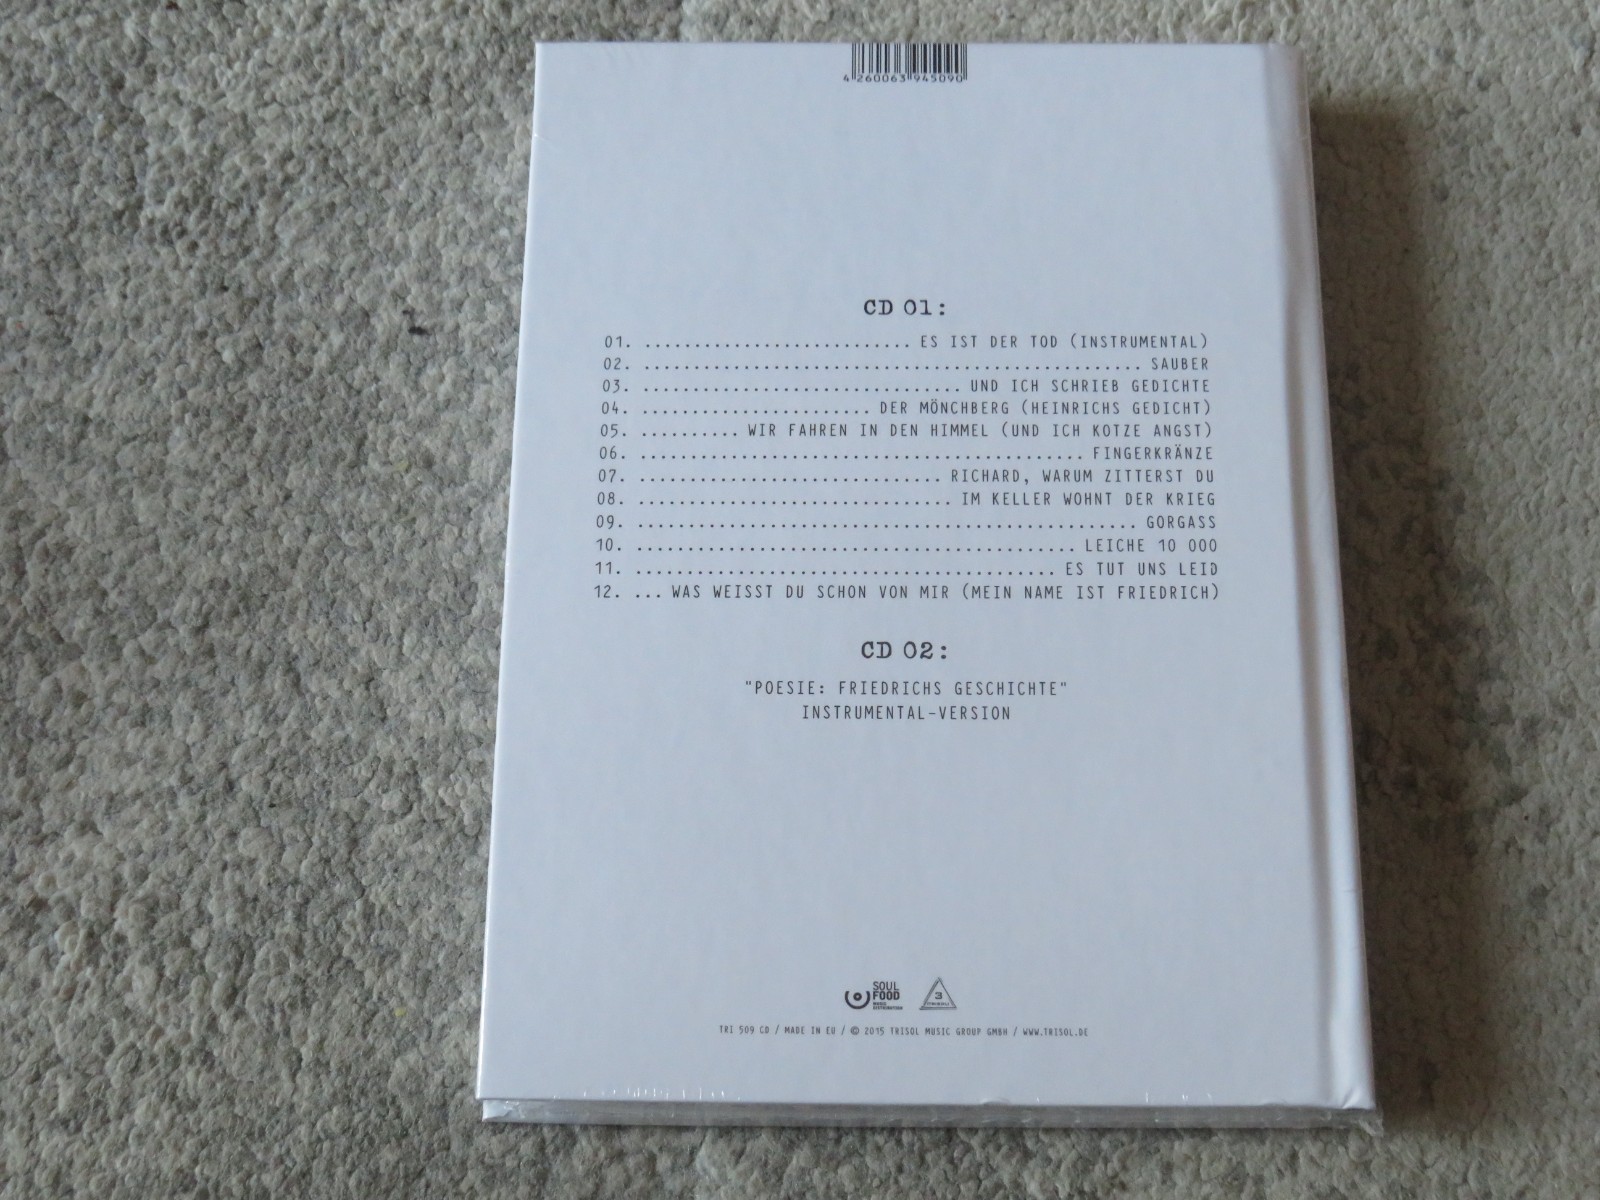 4 260063 945090
CD 01:
01. ........................... ES IST DER TOD (INSTRUMENTAL)
02. .................................................. SAUBER
03. ................................ UND ICH SCHRIEB GEDICHTE
04. ....................... DER MÖNCHBERG (HEINRICHS GEDICHT)
05. .......... WIR FAHREN IN DEN HIMMEL (UND ICH KOTZE ANGST)
06. ............................................ FINGERKRÄNZE
07. .............................. RICHARD, WARUM ZITTERST DU
08. ............................... IM KELLER WOHNT DER KRIEG
09. ................................................. GORGASS
10. ........................................... LEICHE 10 000
11. ......................................... ES TUT UNS LEID
12. ... WAS WEISST DU SCHON VON MIR (MEIN NAME IST FRIEDRICH)
CD 02:
"POESIE: FRIEDRICHS GESCHICHTE"
INSTRUMENTAL-VERSION
SOUL
FOOD
MUSIC
DISTRIBUTION
3
TRI 509 CD / MADE IN EU / © 2015 TRISOL MUSIC GROUP GMBH / WWW.TRISOL.DE